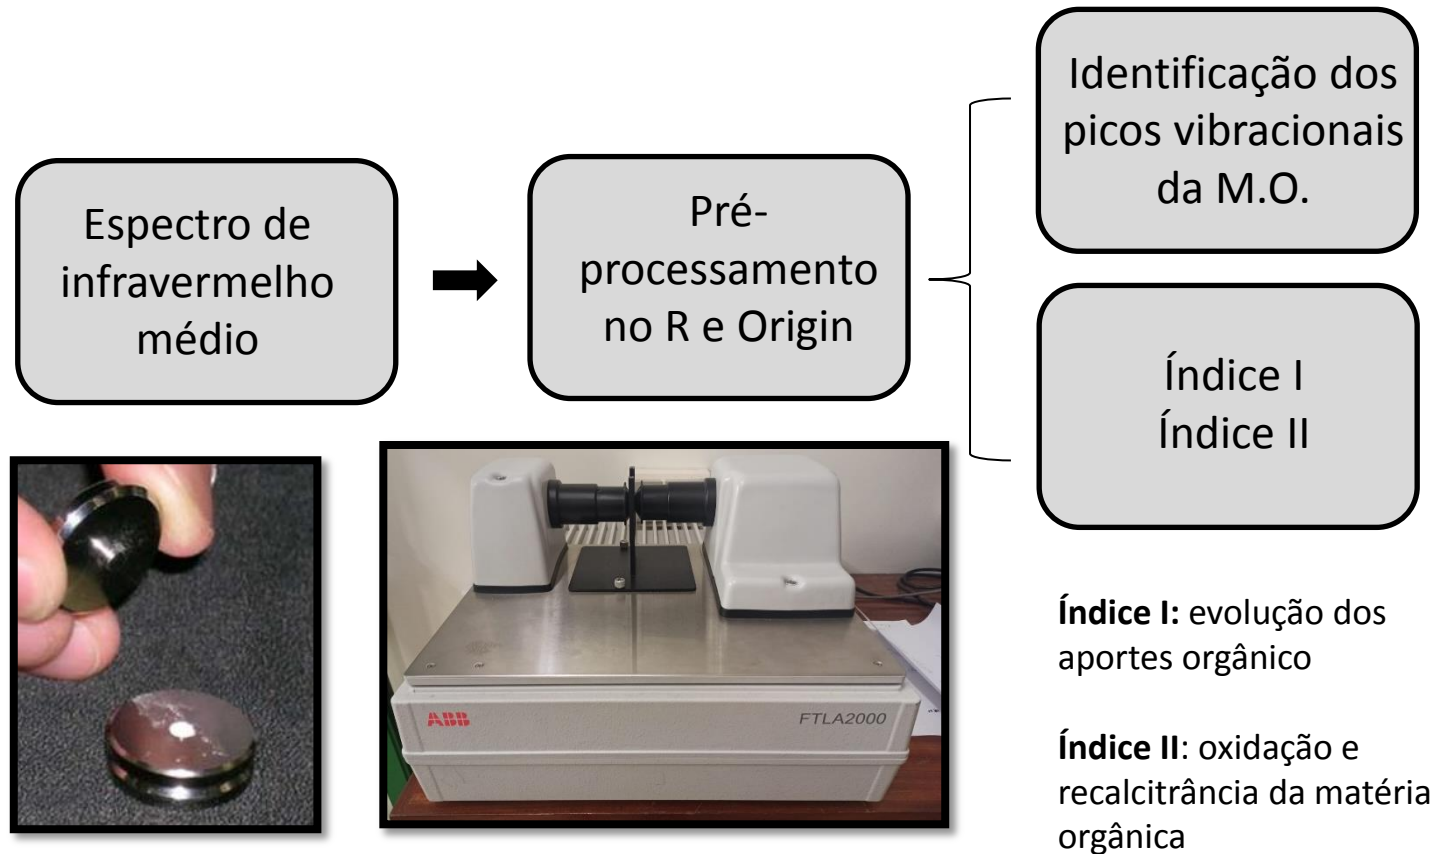 Espectro de
infravermelho
médio
Pré-
processamento
no R e Origin
Identificação dos
picos vibracionais
da M.O.
Índice I
Índice II
ABB
FTLA2000
Índice I: evolução dos
aportes orgânico
Índice II: oxidação e
recalcitrância da matéria
orgânica